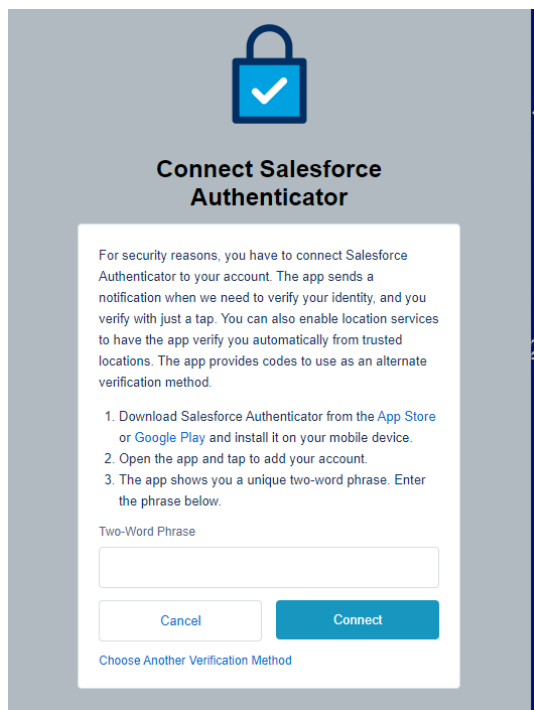 Connect Salesforce
Authenticator
For security reasons, you have to connect Salesforce
Authenticator to your account. The app sends a
notification when we need to verify your identity, and you
verify with just a tap. You can also enable location services
to have the app verify you automatically from trusted
locations. The app provides codes to use as an alternate
verification method.
1. Download Salesforce Authenticator from the App Store
or Google Play and install it on your mobile device.
2. Open the app and tap to add your account.
3. The app shows you a unique two-word phrase. Enter
the phrase below.
Two-Word Phrase
Cancel Connect
Choose Another Verification Method